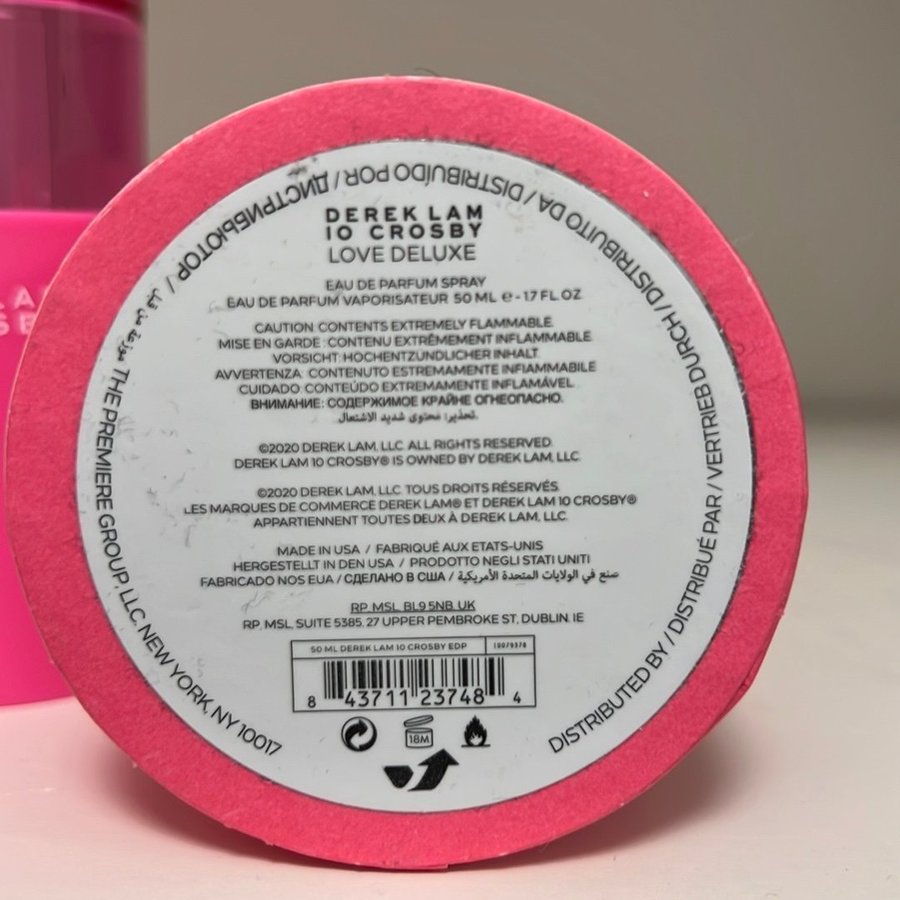 DEREK LAM
10 CROSBY
LOVE DELUXE
EAU DE PARFUM SPRAY
EAU DE PARFUM VAPORISATEUR 50 ML ℮ - 1.7 FL. OZ
CAUTION: CONTENTS EXTREMELY FLAMMABLE.
MISE EN GARDE : CONTENU EXTRÊMEMENT INFLAMMABLE.
VORSICHT: HOCHENTZÜNDLICHER INHALT.
AVVERTENZA: CONTENUTO ESTREMAMENTE INFIAMMABILE
CUIDADO: CONTEÚDO EXTREMAMENTE INFLAMÁVEL
ВНИМАНИЕ: СОДЕРЖИМОЕ КРАЙНЕ ОГНЕОПАСНО.
تحذير: محتوى شديد الاشتعال.
©2020 DEREK LAM, LLC. ALL RIGHTS RESERVED.
DEREK LAM 10 CROSBY® IS OWNED BY DEREK LAM, LLC.
©2020 DEREK LAM, LLC. TOUS DROITS RÉSERVÉS.
LES MARQUES DE COMMERCE DEREK LAM® ET DEREK LAM 10 CROSBY®
APPARTIENNENT TOUTES DEUX À DEREK LAM, LLC.
MADE IN USA / FABRIQUÉ AUX ETATS-UNIS
HERGESTELLT IN DEN USA / PRODOTTO NEGLI STATI UNITI
FABRICADO NOS EUA / СДЕЛАНО В США / صنع في الولايات المتحدة الأمريكية
RP, MSL, BL9 5NB, UK
RP, MSL, SUITE 5385, 27 UPPER PEMBROKE ST, DUBLIN, IE
50 ML DEREK LAM 10 CROSBY EDP
10079378
8 43711 23748 4
18M
DISTRIBUTED BY / DISTRIBUÉ PAR / VERTRIEB DURCH / DISTRIBUITO DA / DISTRIBUÍDO POR / ДИСТРИБЬЮТОР / موزعة من قبل THE PREMIERE GROUP, LLC, NEW YORK, NY 10017